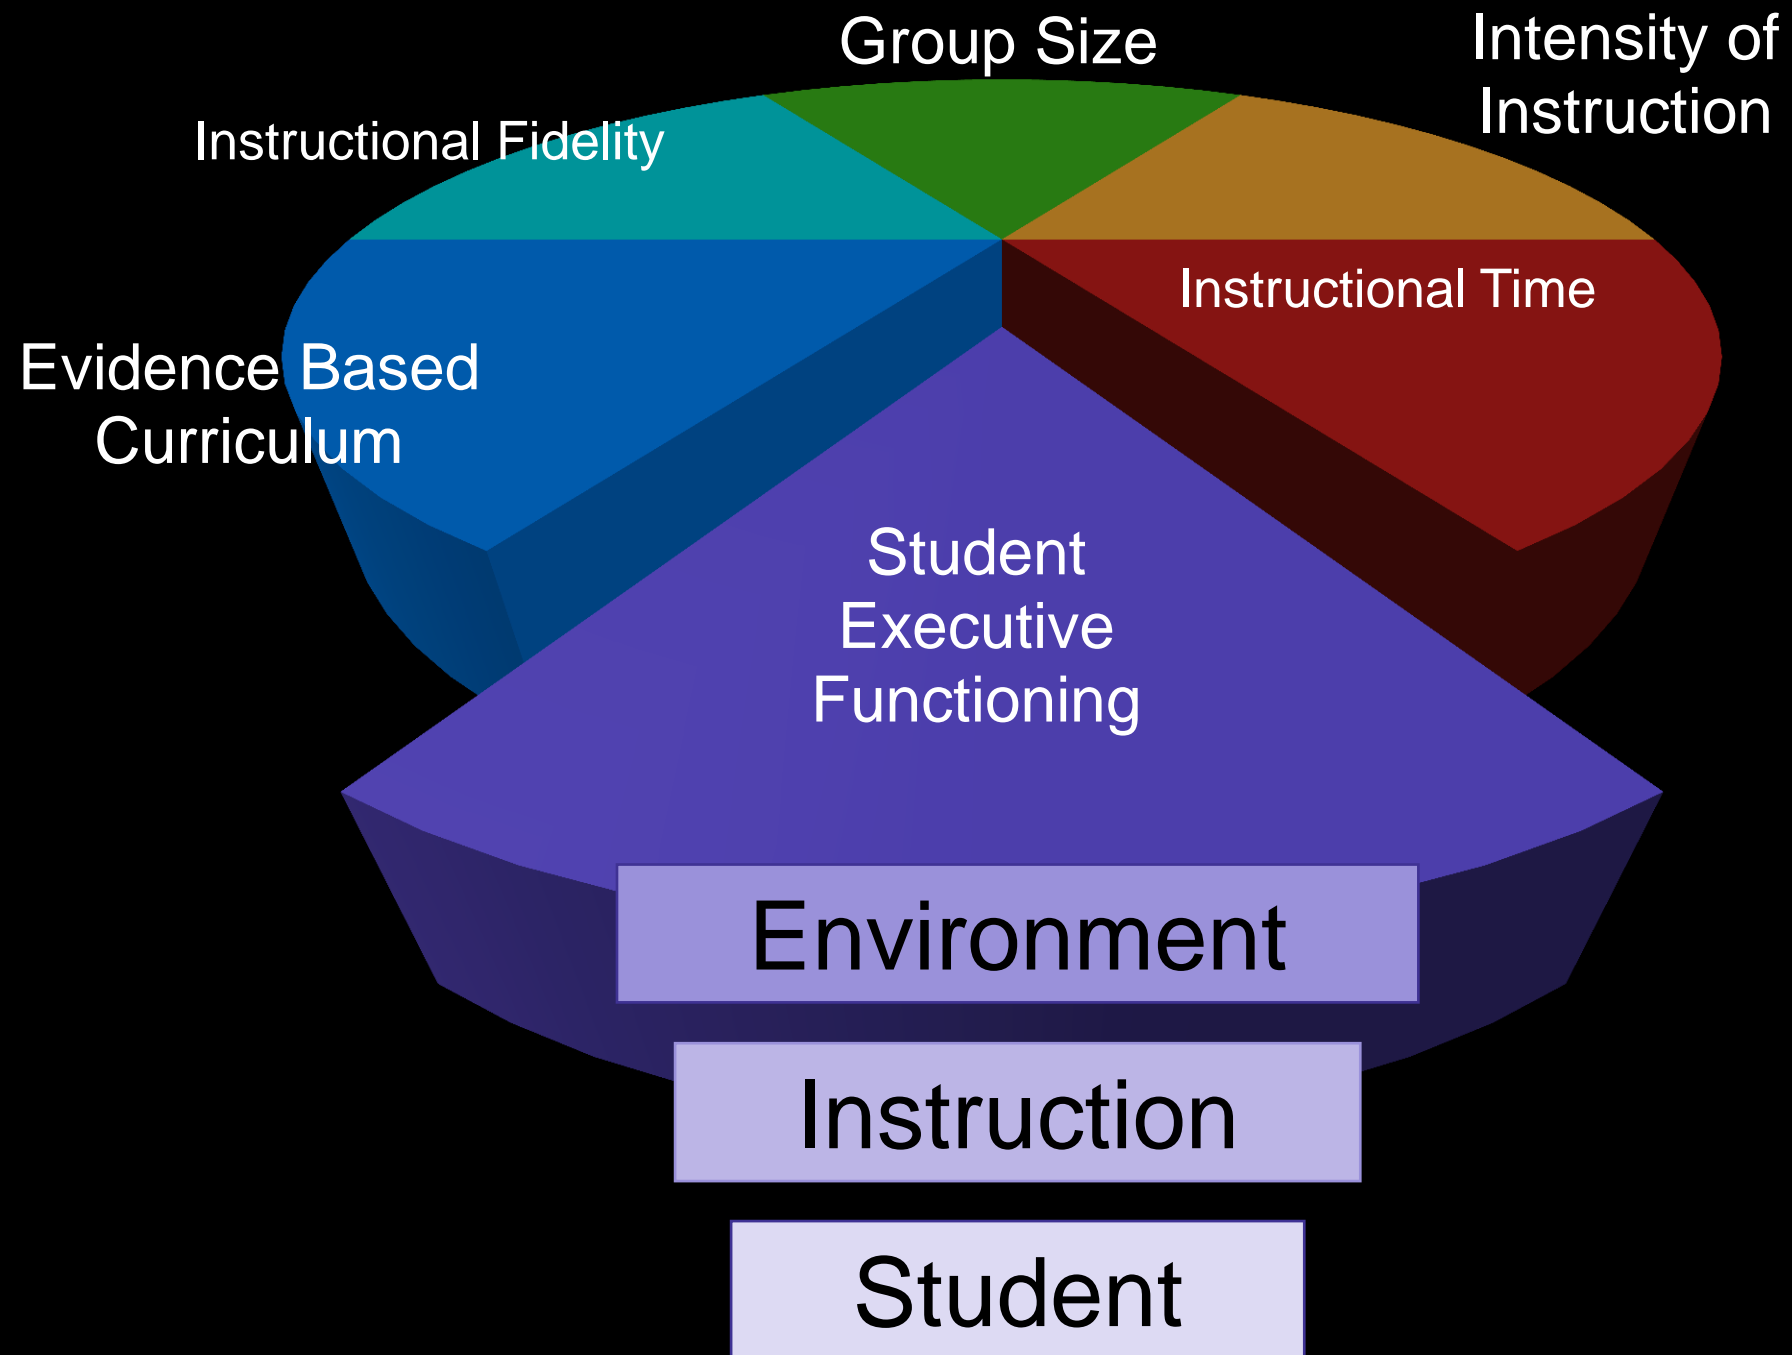 Group Size
Intensity of
Instruction
Instructional Fidelity
Instructional Time
Evidence Based
Curriculum
Student
Executive
Functioning
Environment
Instruction
Student